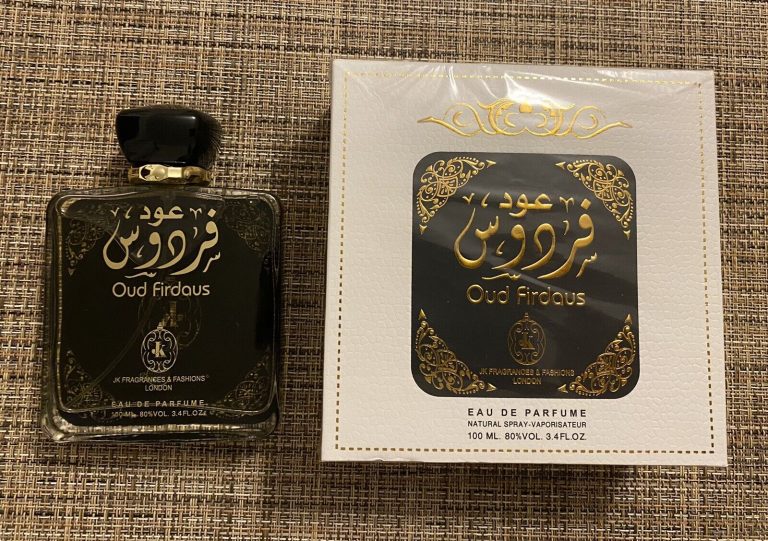 عود
فردوس
Oud Firdaus
JK
JK FRAGRANCES & FASHIONS
LONDON
EAU DE PARFUME
100 ML. 80%VOL. 3.4FL.OZ.
عود
فردوس
Oud Firdaus
JK
JK FRAGRANCES & FASHIONS
LONDON
EAU DE PARFUME
NATURAL SPRAY-VAPORISATEUR
100 ML. 80%VOL. 3.4FL.OZ.